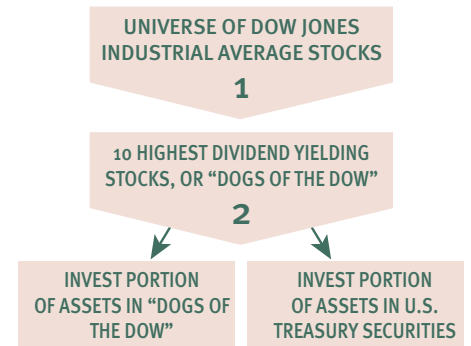 UNIVERSE OF DOW JONES
INDUSTRIAL AVERAGE STOCKS
1
10 HIGHEST DIVIDEND YIELDING
STOCKS, OR “DOGS OF THE DOW”
2
INVEST PORTION
OF ASSETS IN “DOGS OF
THE DOW”
INVEST PORTION
OF ASSETS IN U.S.
TREASURY SECURITIES